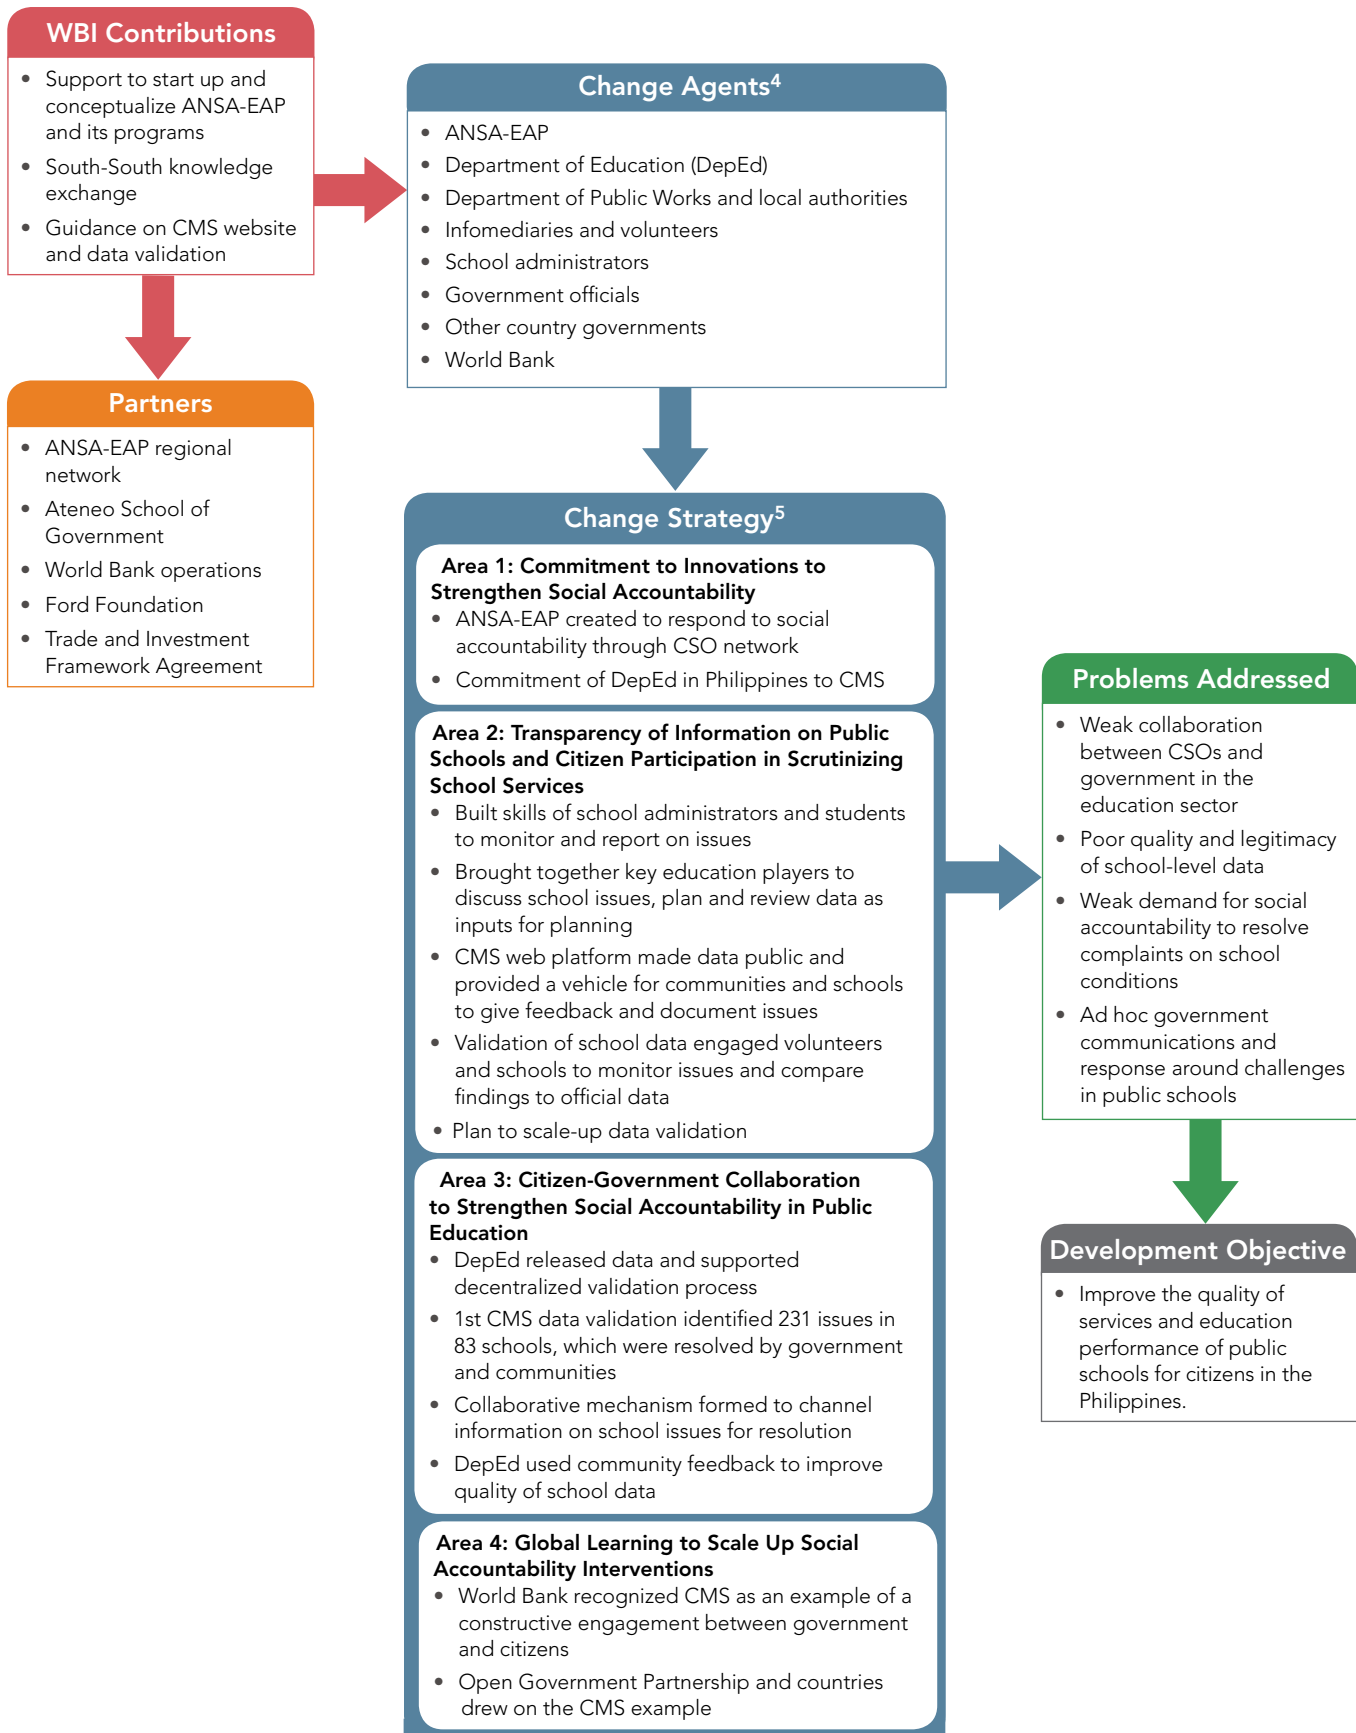 WBI Contributions
• Support to start up and
conceptualize ANSA-EAP
and its programs
• South-South knowledge
exchange
• Guidance on CMS website
and data validation
Change Agents4
• ANSA-EAP
• Department of Education (DepEd)
• Department of Public Works and local authorities
• Infomediaries and volunteers
• School administrators
• Government officials
• Other country governments
• World Bank
Partners
• ANSA-EAP regional
network
• Ateneo School of
Government
• World Bank operations
• Ford Foundation
• Trade and Investment
Framework Agreement
Change Strategy5
Area 1: Commitment to Innovations to
Strengthen Social Accountability
• ANSA-EAP created to respond to social
accountability through CSO network
• Commitment of DepEd in Philippines to CMS
Area 2: Transparency of Information on Public
Schools and Citizen Participation in Scrutinizing
School Services
• Built skills of school administrators and students
to monitor and report on issues
• Brought together key education players to
discuss school issues, plan and review data as
inputs for planning
• CMS web platform made data public and
provided a vehicle for communities and schools
to give feedback and document issues
• Validation of school data engaged volunteers
and schools to monitor issues and compare
findings to official data
• Plan to scale-up data validation
Area 3: Citizen-Government Collaboration
to Strengthen Social Accountability in Public
Education
• DepEd released data and supported
decentralized validation process
• 1st CMS data validation identified 231 issues in
83 schools, which were resolved by government
and communities
• Collaborative mechanism formed to channel
information on school issues for resolution
• DepEd used community feedback to improve
quality of school data
Area 4: Global Learning to Scale Up Social
Accountability Interventions
• World Bank recognized CMS as an example of a
constructive engagement between government
and citizens
• Open Government Partnership and countries
drew on the CMS example
Problems Addressed
• Weak collaboration
between CSOs and
government in the
education sector
• Poor quality and legitimacy
of school-level data
• Weak demand for social
accountability to resolve
complaints on school
conditions
• Ad hoc government
communications and
response around challenges
in public schools
Development Objective
• Improve the quality of
services and education
performance of public
schools for citizens in the
Philippines.